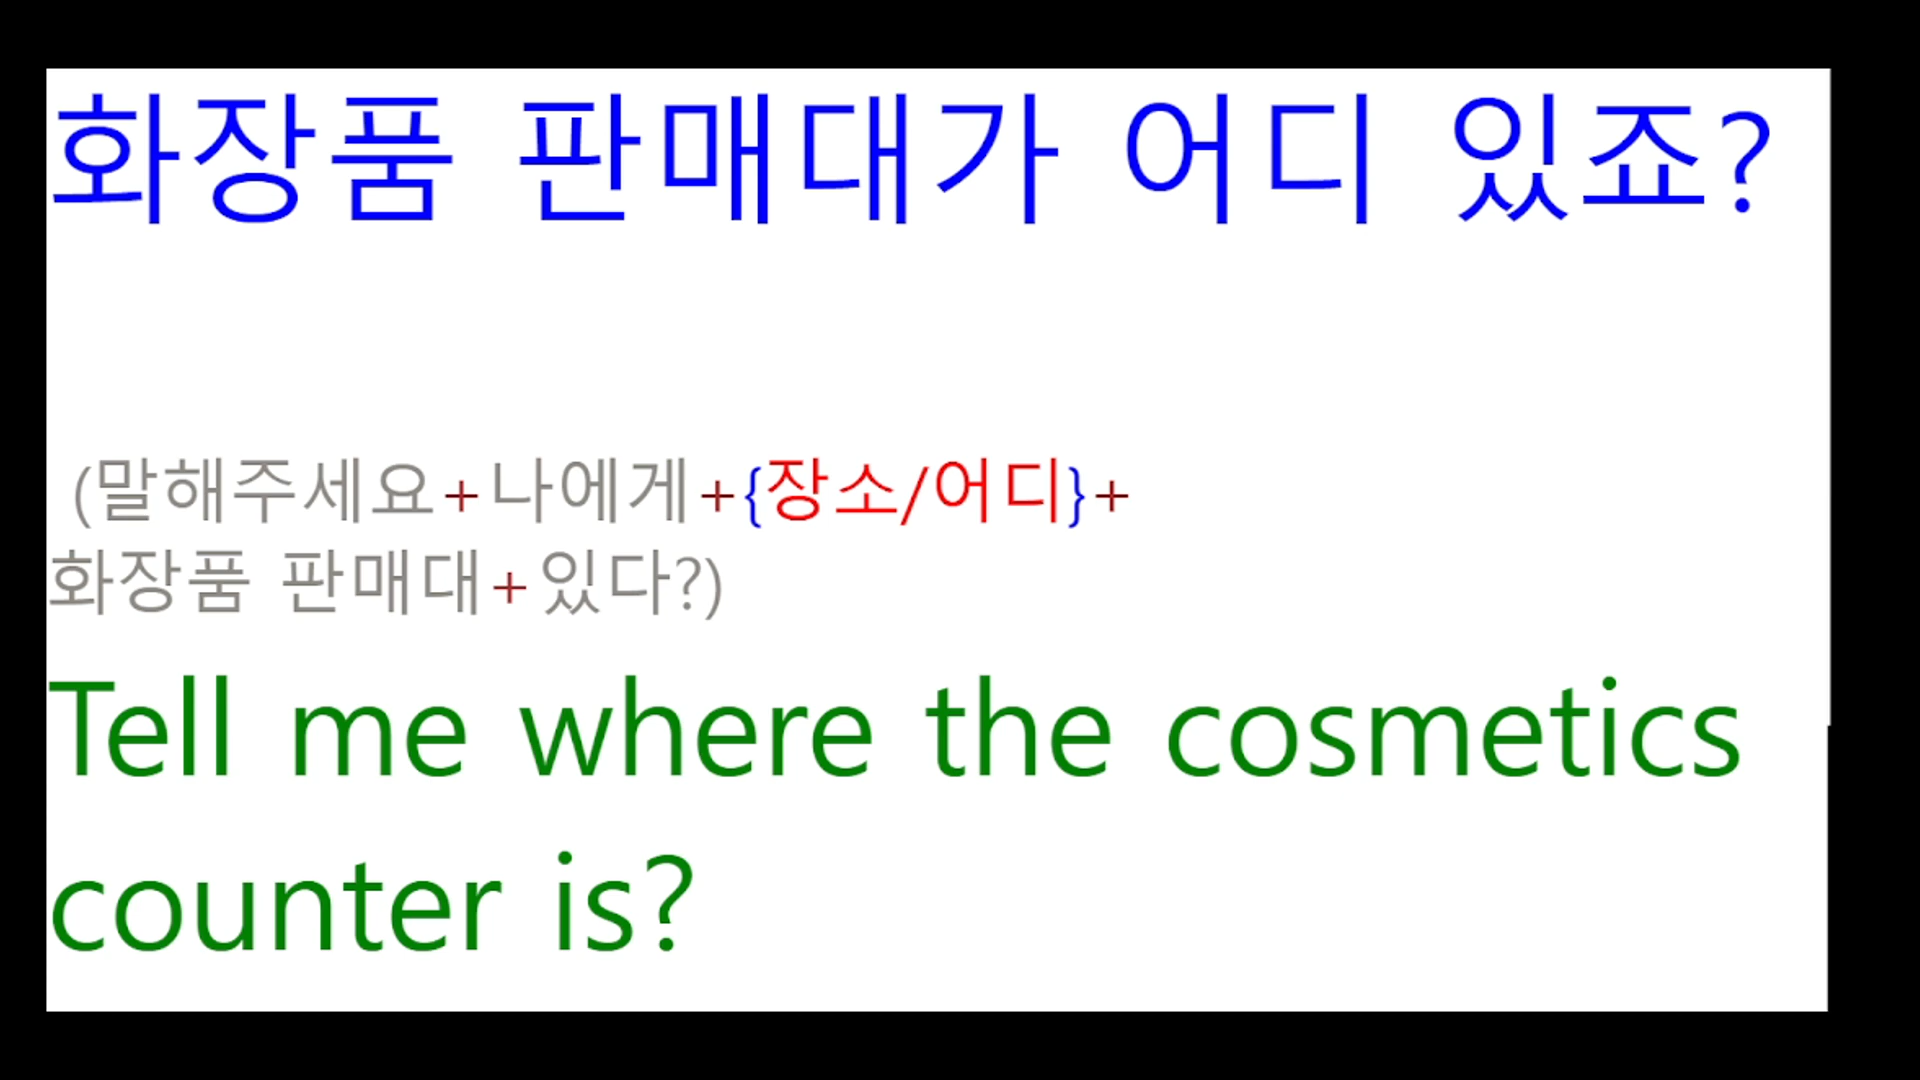 화장품 판매대가 어디 있죠?
(말해주세요+나에게+{장소/어디}+
화장품 판매대+있다?)
Tell me where the cosmetics
counter is?